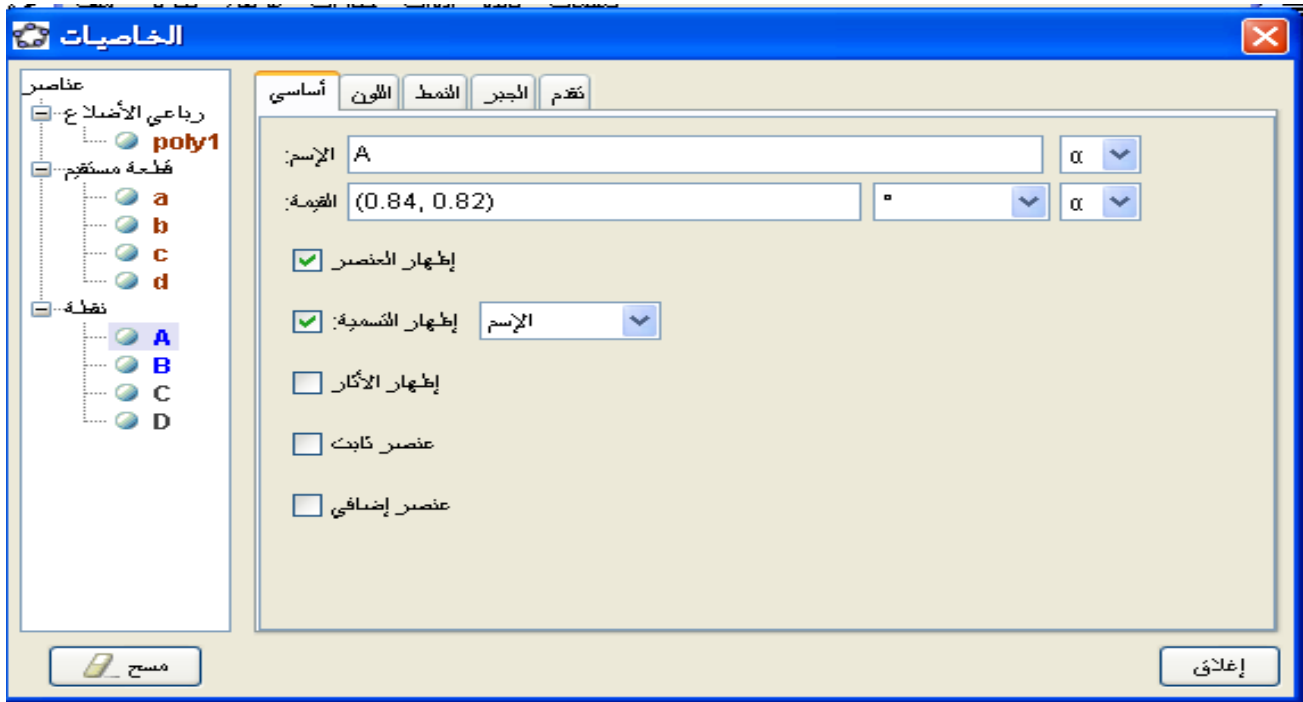 الخاصيات
عناصر
رباعي الأضلاع
poly1
قطعة مستقيم
a
b
c
d
نقطة
A
B
C
D
أساسي اللون النمط الجبر تقدم
الإسم: A α
القيمة: (0.84, 0.82) ° α
إظهار العنصر
إظهار التسمية: الإسم
إظهار الأثار
عنصر ثابت
عنصر إضافي
مسح
إغلاق